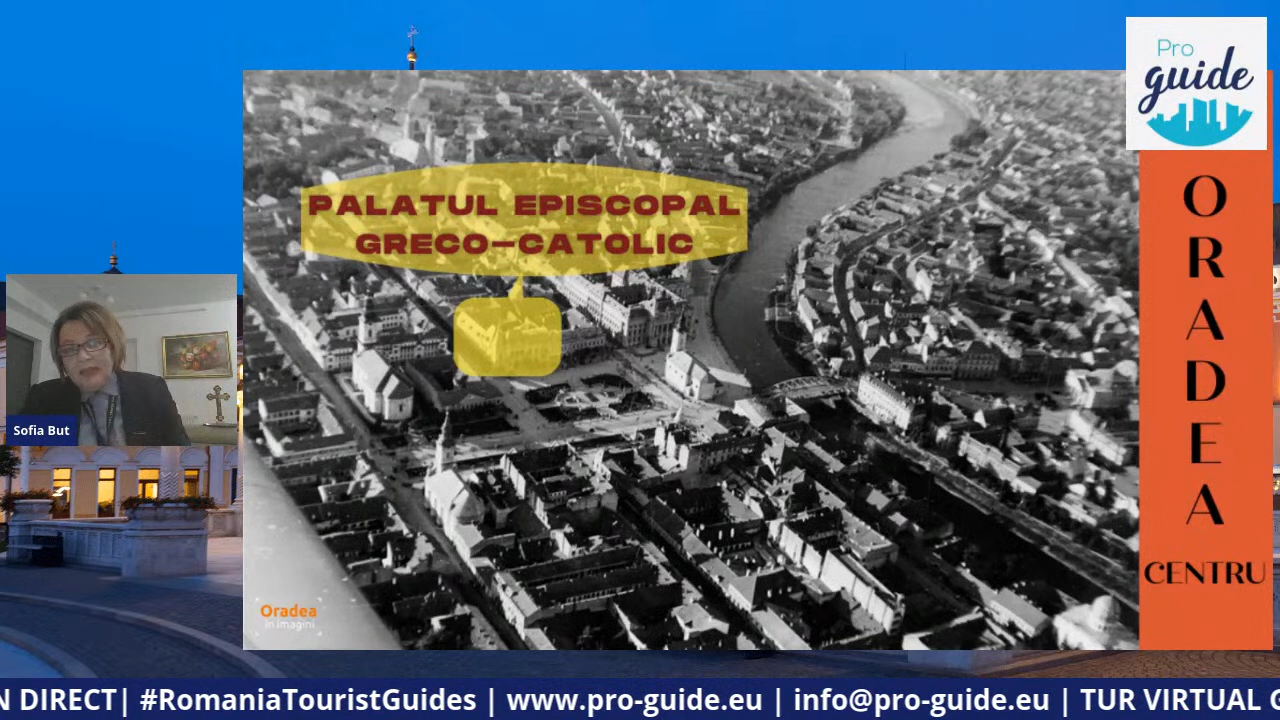 Pro
guide
PALATUL EPISCOPAL
GRECO-CATOLIC
ORADEA
CENTRU
Sofia But
Oradea
în imagini
N DIRECT| #RomaniaTouristGuides | www.pro-guide.eu | info@pro-guide.eu | TUR VIRTUAL